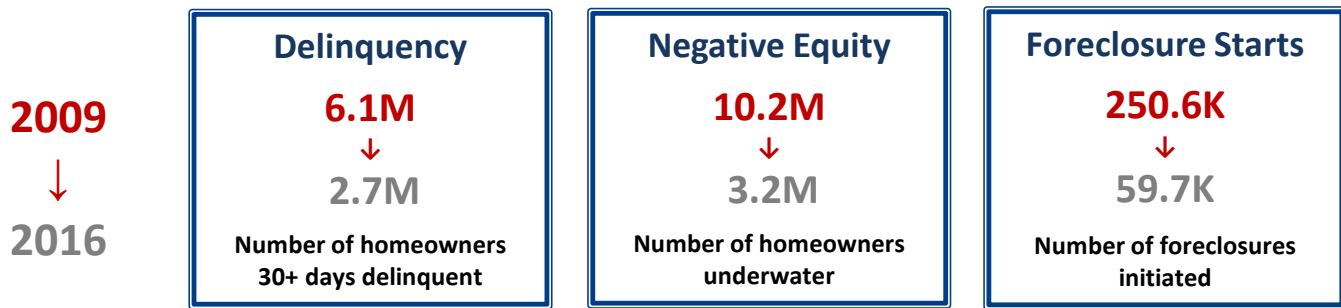 2009
↓
2016
Delinquency
6.1M
↓
2.7M
Number of homeowners
30+ days delinquent
Negative Equity
10.2M
↓
3.2M
Number of homeowners
underwater
Foreclosure Starts
250.6K
↓
59.7K
Number of foreclosures
initiated